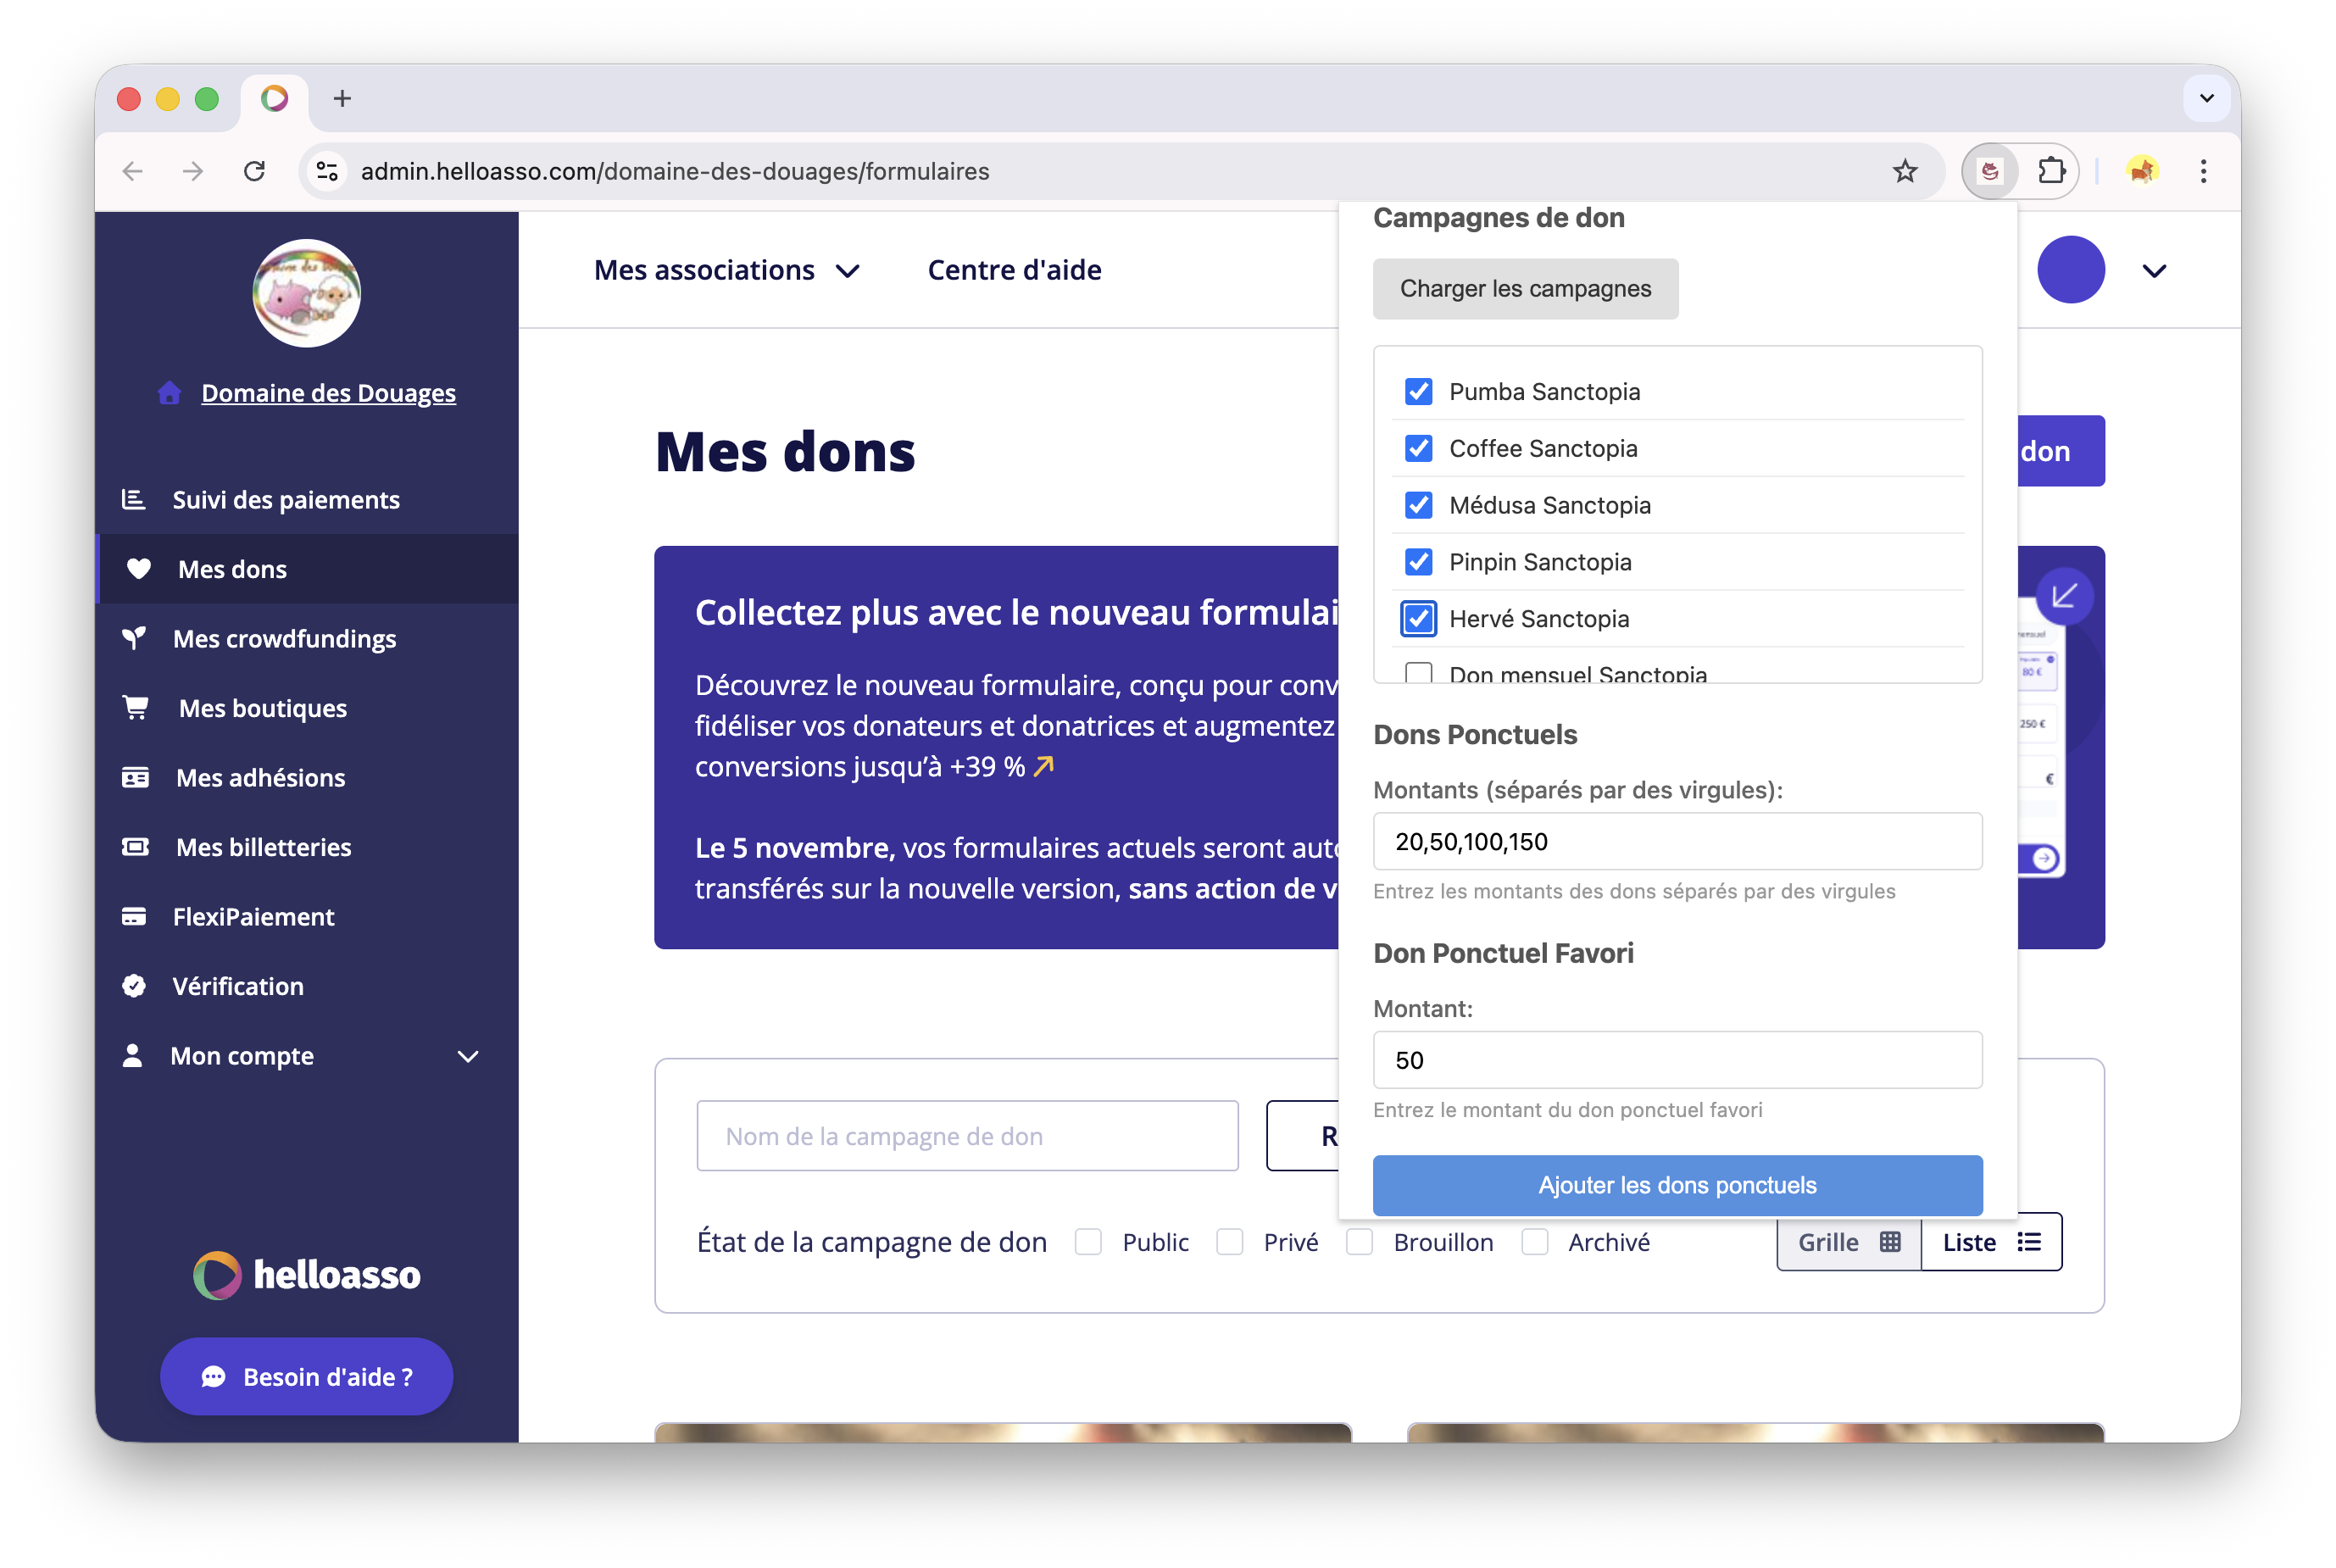 admin.helloasso.com/domaine-des-douages/formulaires
Domaine des Douages
Suivi des paiements
Mes dons
Mes crowdfundings
Mes boutiques
Mes adhésions
Mes billetteries
FlexiPaiement
Vérification
Mon compte
helloasso
Besoin d'aide ?
Mes associations
Centre d'aide
Mes dons
don
Collectez plus avec le nouveau formulai
Découvrez le nouveau formulaire, conçu pour conv
fidéliser vos donateurs et donatrices et augmentez
conversions jusqu'à +39 %
Le 5 novembre, vos formulaires actuels seront auto
transférés sur la nouvelle version, sans action de v
80 €
250 €
€
Nom de la campagne de don
R
État de la campagne de don
Public
Privé
Brouillon
Archivé
Grille
Liste
Campagnes de don
Charger les campagnes
Pumba Sanctopia
Coffee Sanctopia
Médusa Sanctopia
Pinpin Sanctopia
Hervé Sanctopia
Don mensuel Sanctopia
Dons Ponctuels
Montants (séparés par des virgules):
20,50,100,150
Entrez les montants des dons séparés par des virgules
Don Ponctuel Favori
Montant:
50
Entrez le montant du don ponctuel favori
Ajouter les dons ponctuels